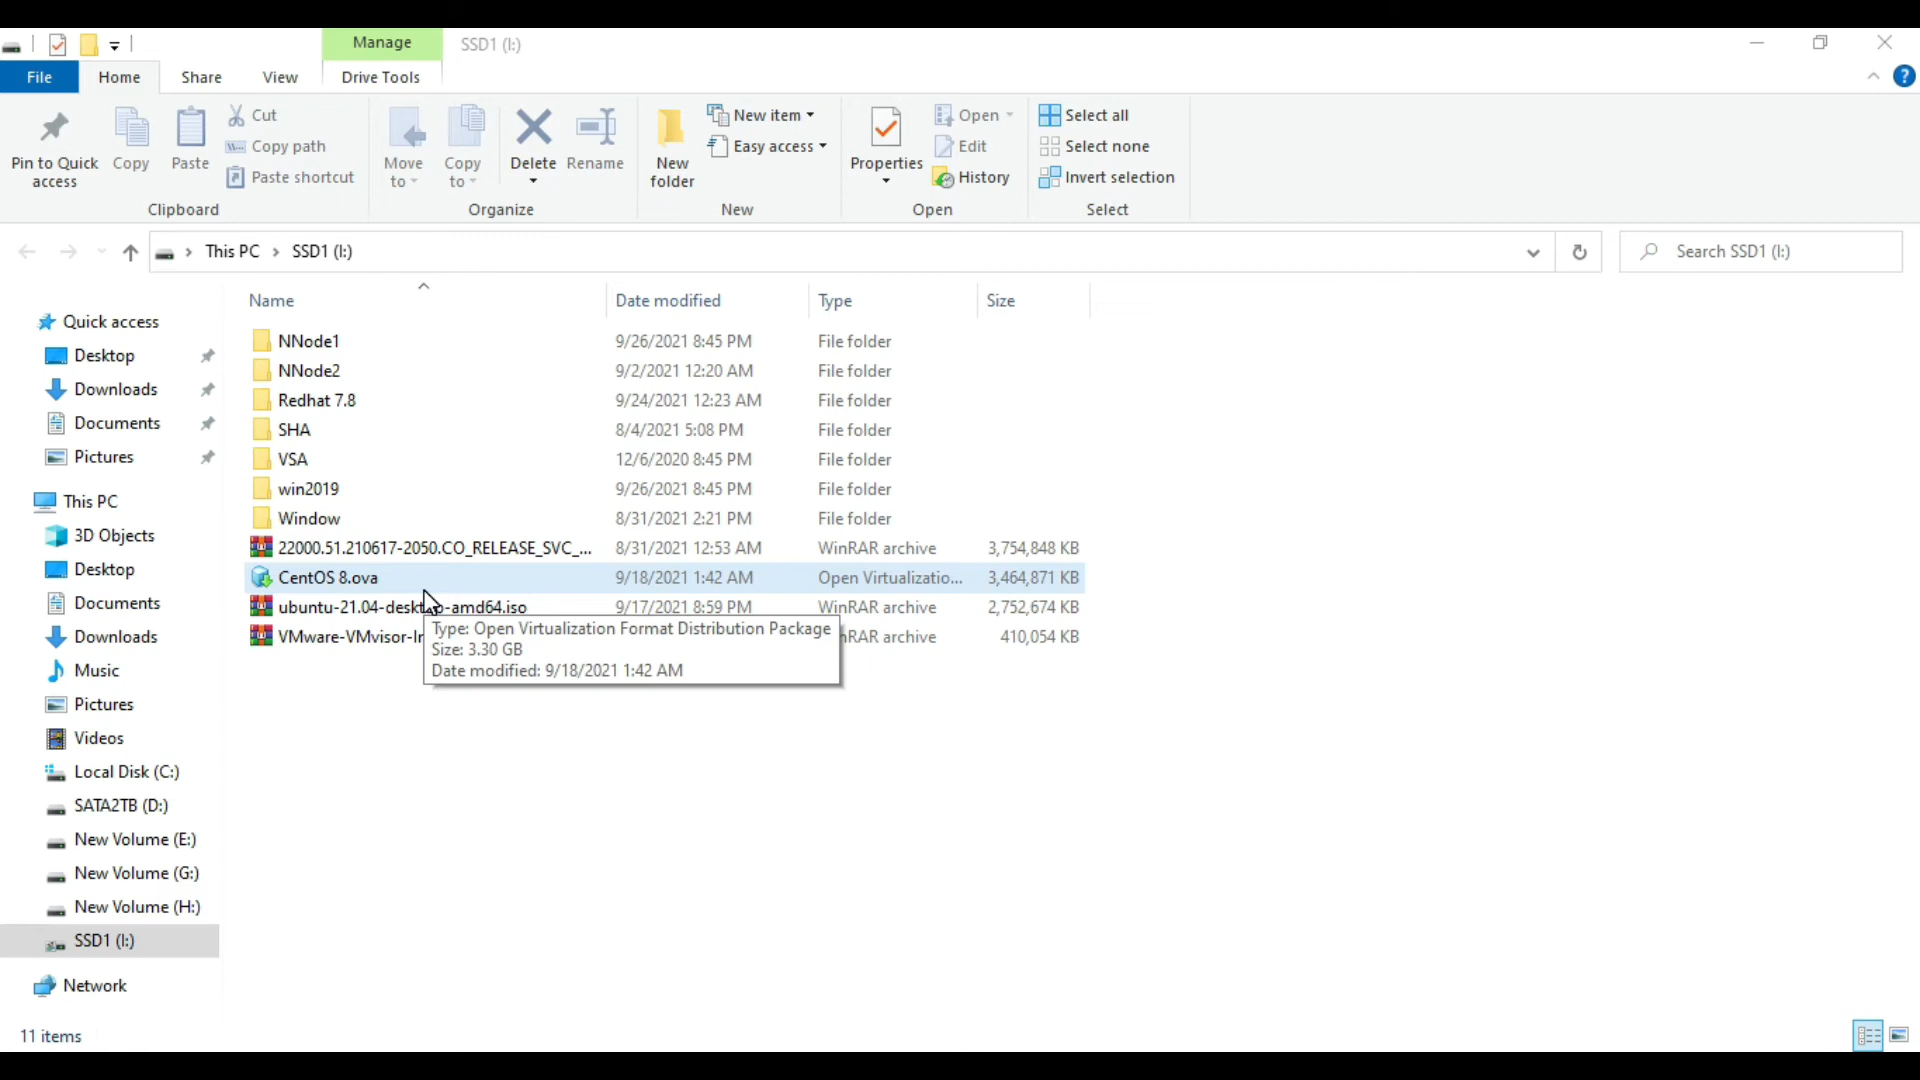 Manage SSD1 (I:)
File Home Share View Drive Tools
Pin to Quick access
Copy
Paste
Cut
Copy path
Paste shortcut
Clipboard
Move to
Copy to
Delete
Rename
Organize
New folder
New item
Easy access
New
Properties
Open
Edit
History
Open
Select all
Select none
Invert selection
Select
This PC > SSD1 (I:)
Search SSD1 (I:)
Quick access
Desktop
Downloads
Documents
Pictures
This PC
3D Objects
Desktop
Documents
Downloads
Music
Pictures
Videos
Local Disk (C:)
SATA2TB (D:)
New Volume (E:)
New Volume (G:)
New Volume (H:)
SSD1 (I:)
Network
Name Date modified Type Size
NNode1 9/26/2021 8:45 PM File folder
NNode2 9/2/2021 12:20 AM File folder
Redhat 7.8 9/24/2021 12:23 AM File folder
SHA 8/4/2021 5:08 PM File folder
VSA 12/6/2020 8:45 PM File folder
win2019 9/26/2021 8:45 PM File folder
Window 8/31/2021 2:21 PM File folder
22000.51.210617-2050.CO_RELEASE_SVC_... 8/31/2021 12:53 AM WinRAR archive 3,754,848 KB
CentOS 8.ova 9/18/2021 1:42 AM Open Virtualizatio... 3,464,871 KB
ubuntu-21.04-desktop-amd64.iso 9/17/2021 8:59 PM WinRAR archive 2,752,674 KB
VMware-VMvisor-I archive 410,054 KB
Type: Open Virtualization Format Distribution Package
Size: 3.30 GB
Date modified: 9/18/2021 1:42 AM
11 items